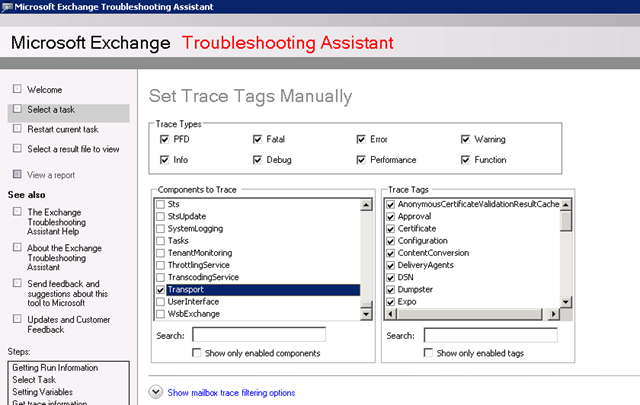 Microsoft Exchange Troubleshooting Assistant
Microsoft Exchange Troubleshooting Assistant
Welcome
Select a task
Restart current task
Select a result file to view
View a report
See also
The Exchange
Troubleshooting
Assistant Help
About the Exchange
Troubleshooting
Assistant
Send feedback and
suggestions about this
tool to Microsoft
Updates and Customer
Feedback
Steps:
Getting Run Information
Select Task
Setting Variables
Get trace information
Set Trace Tags Manually
Trace Types
PFD Fatal Error Warning
Info Debug Performance Function
Components to Trace
Sts
StsUpdate
SystemLogging
Tasks
TenantMonitoring
ThrottlingService
TranscodingService
Transport
UserInterface
WsbExchange
Search:
Show only enabled components
Trace Tags
AnonymousCertificateValidationResultCache
Approval
Certificate
Configuration
ContentConversion
DeliveryAgents
DSN
Dumpster
Expo
Search:
Show only enabled tags
Show mailbox trace filtering options